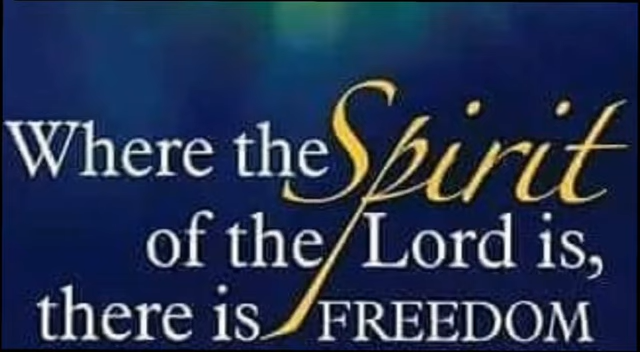 Where the Spirit
of the Lord is,
there is FREEDOM